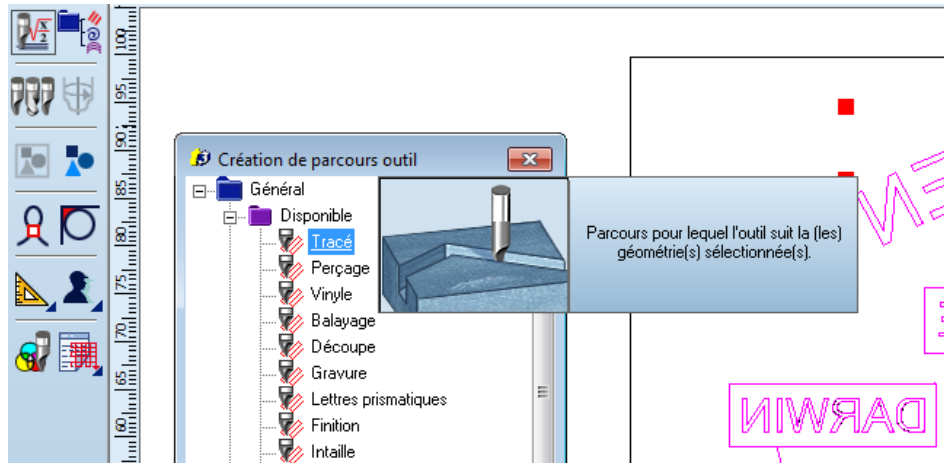 100
95
90
85
80
75
70
65
60
Création de parcours outil
Général
Disponible
Tracé
Perçage
Vinyle
Balayage
Découpe
Gravure
Lettres prismatiques
Finition
Intaille
Parcours pour lequel l'outil suit la (les)
géométrie(s) sélectionnée(s).
DARWIN